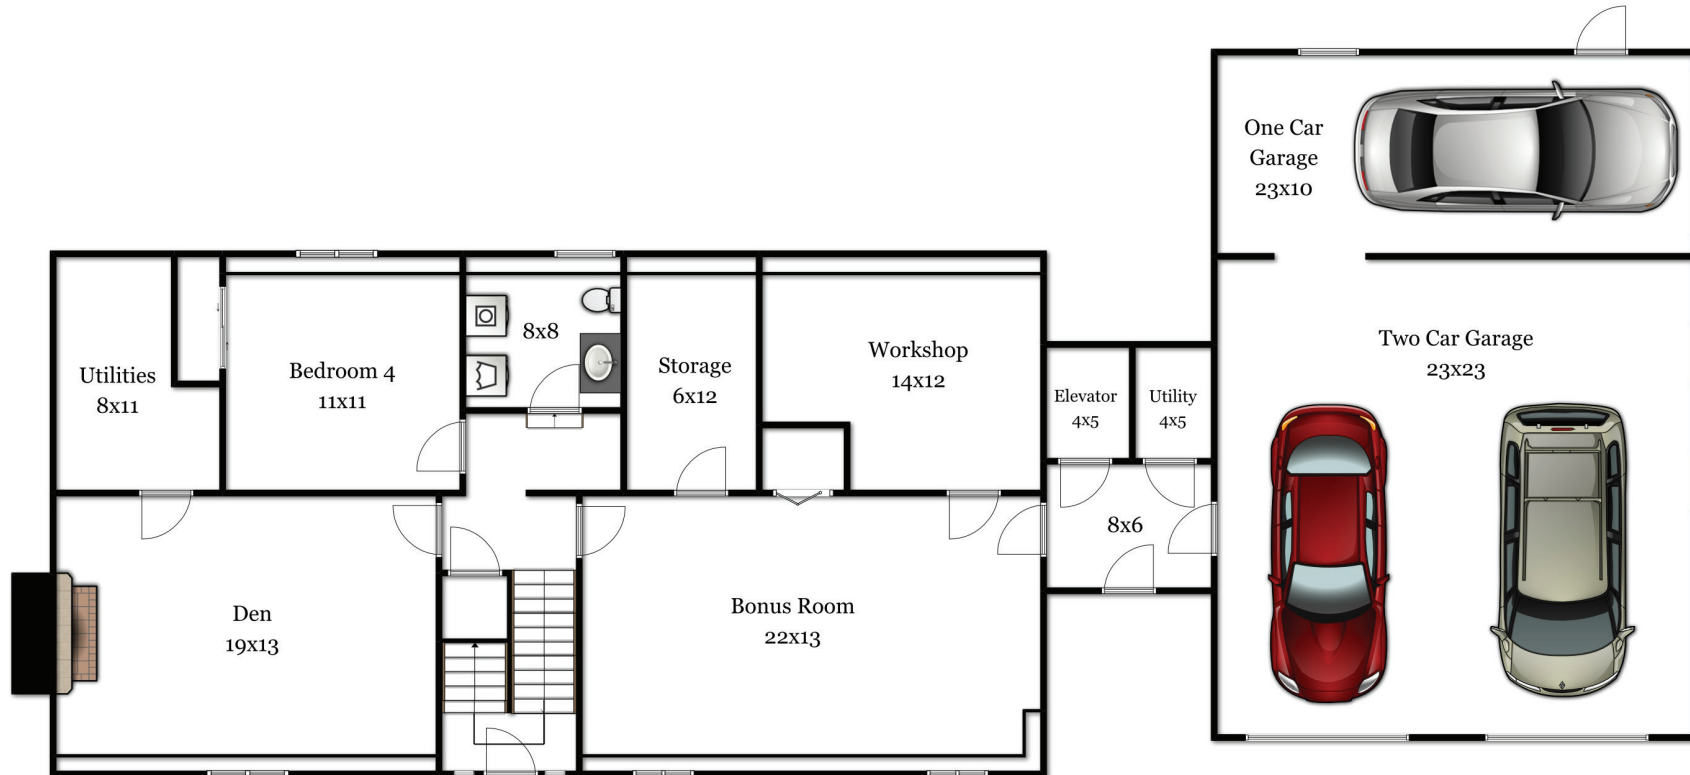 One Car
Garage
23x10
Two Car Garage
23x23
Utilities
8x11
Bedroom 4
11x11
8x8
Storage
6x12
Workshop
14x12
Elevator
4x5
Utility
4x5
8x6
Den
19x13
Bonus Room
22x13